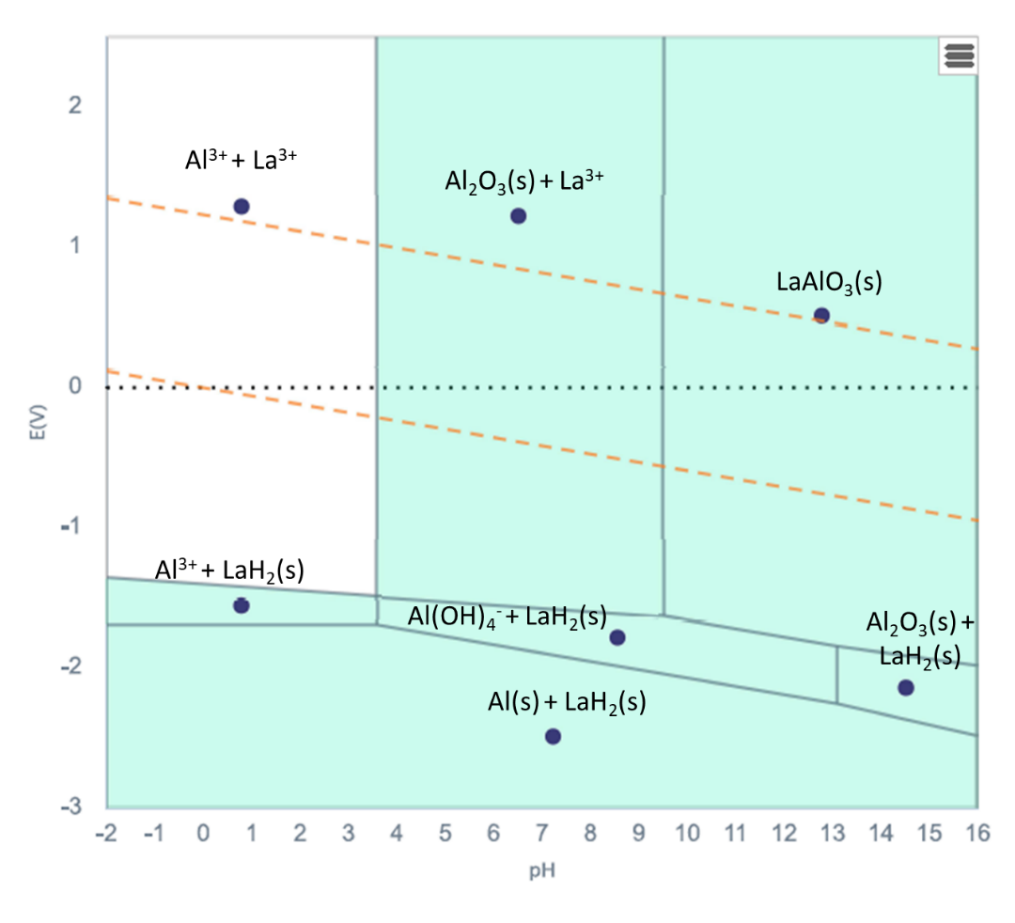 2
Al³⁺ + La³⁺
Al₂O₃(s) + La³⁺
1
LaAlO₃(s)
0
E(V)
-1
Al³⁺ + LaH₂(s)
Al(OH)₄⁻ + LaH₂(s)
Al₂O₃(s) +
LaH₂(s)
-2
Al(s) + LaH₂(s)
-3
-2 -1 0 1 2 3 4 5 6 7 8 9 10 11 12 13 14 15 16
pH